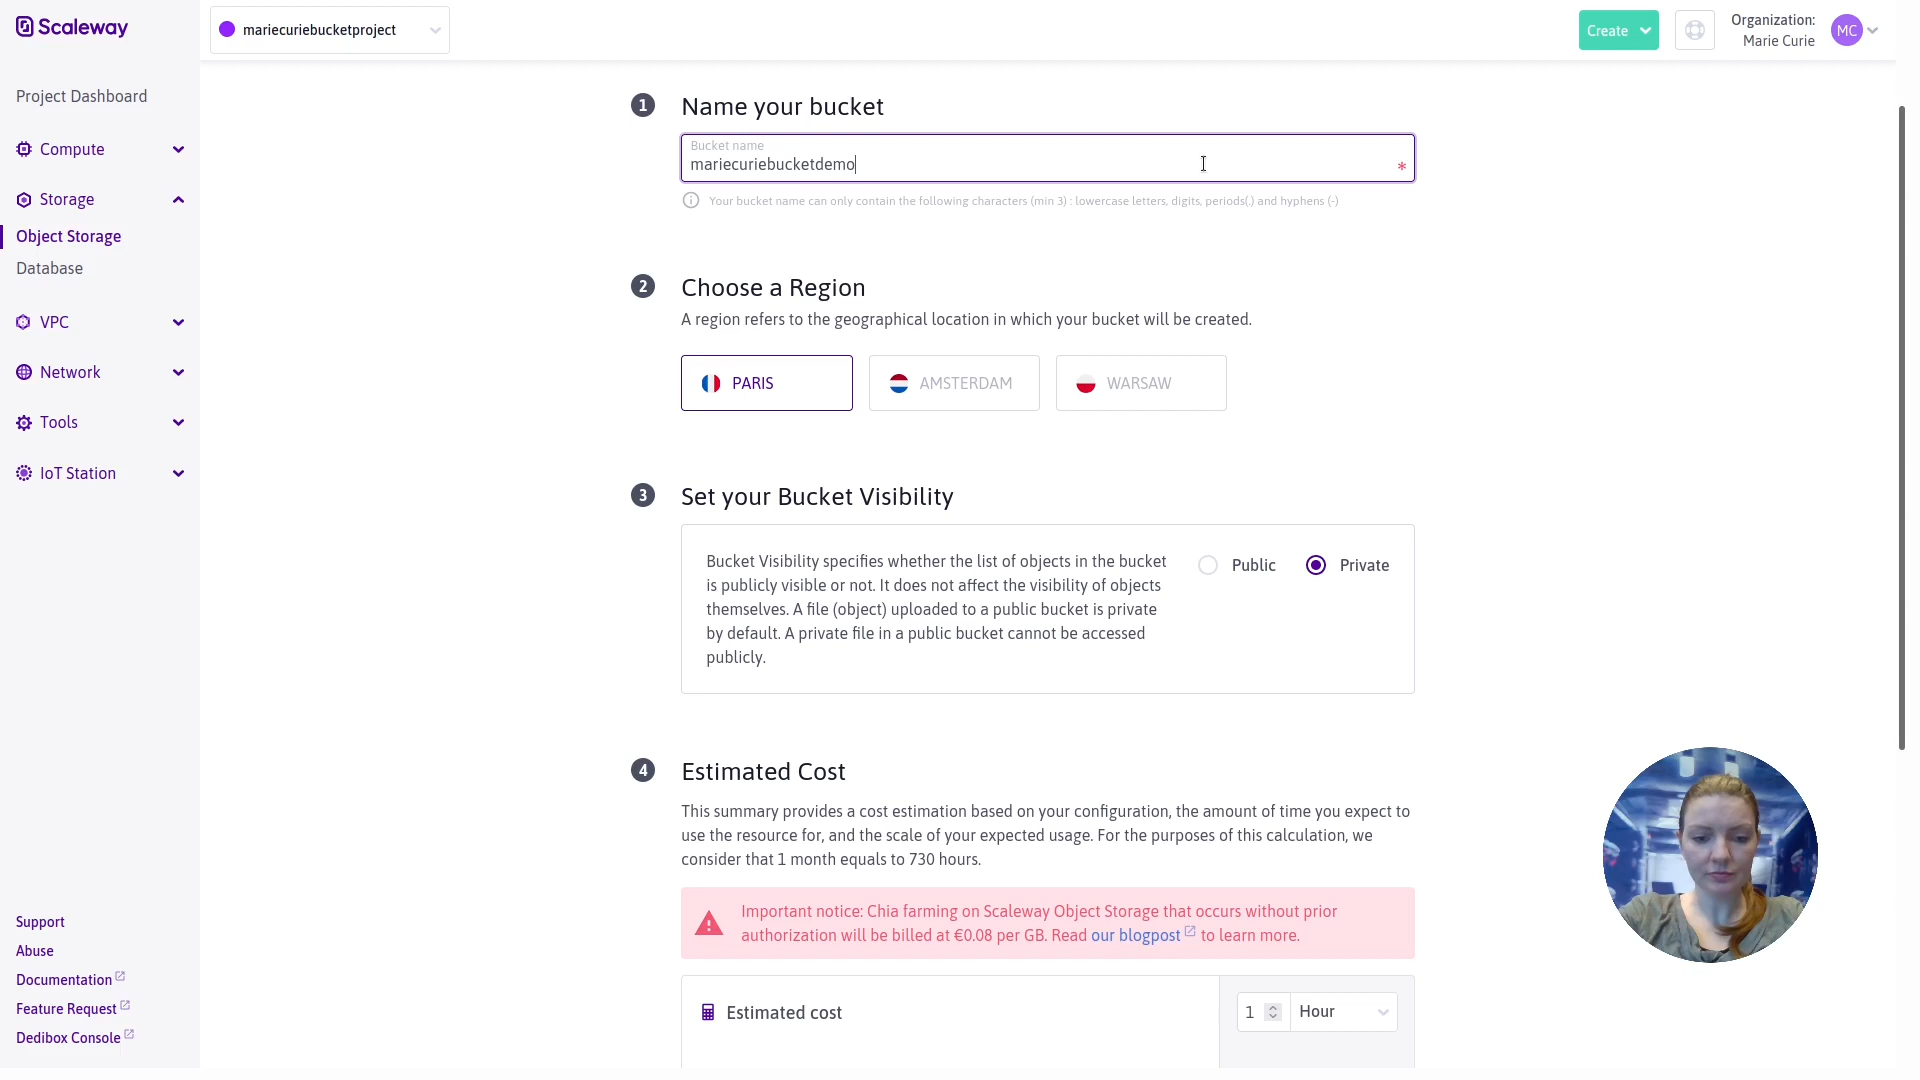 Scaleway
mariecuriebucketproject
Create
Organization:
Marie Curie
MC
Project Dashboard
Compute
Storage
Object Storage
Database
VPC
Network
Tools
IoT Station
Support
Abuse
Documentation
Feature Request
Dedibox Console
1
Name your bucket
Bucket name
mariecuriebucketdemo
*
Your bucket name can only contain the following characters (min 3) : lowercase letters, digits, periods(.) and hyphens (-)
2
Choose a Region
A region refers to the geographical location in which your bucket will be created.
PARIS
AMSTERDAM
WARSAW
3
Set your Bucket Visibility
Bucket Visibility specifies whether the list of objects in the bucket
is publicly visible or not. It does not affect the visibility of objects
themselves. A file (object) uploaded to a public bucket is private
by default. A private file in a public bucket cannot be accessed
publicly.
Public
Private
4
Estimated Cost
This summary provides a cost estimation based on your configuration, the amount of time you expect to
use the resource for, and the scale of your expected usage. For the purposes of this calculation, we
consider that 1 month equals to 730 hours.
Important notice: Chia farming on Scaleway Object Storage that occurs without prior
authorization will be billed at €0.08 per GB. Read our blogpost to learn more.
Estimated cost
1
Hour